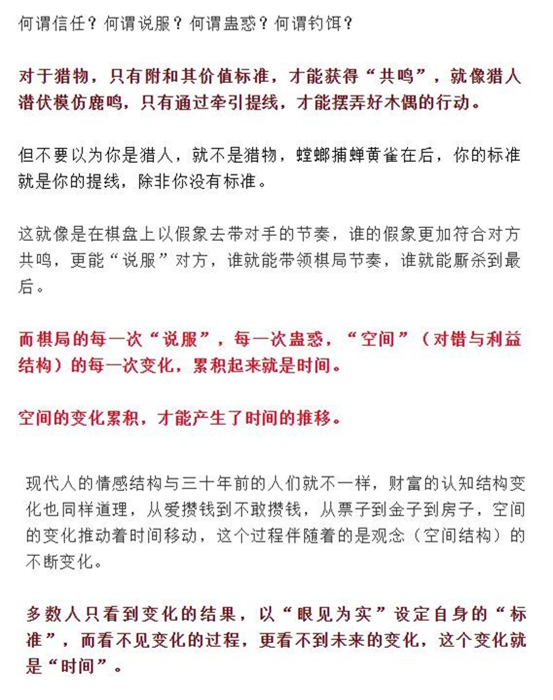 何谓信任？何谓说服？何谓蛊惑？何谓钓饵？
对于猎物，只有附和其价值标准，才能获得“共鸣”，就像猎人
潜伏模仿鹿鸣，只有通过牵引提线，才能摆弄好木偶的行动。
但不要以为你是猎人，就不是猎物，螳螂捕蝉黄雀在后，你的标准
就是你的提线，除非你没有标准。
这就像是在棋盘上以假象去带对手的节奏，谁的假象更加符合对方
共鸣，更能“说服”对方，谁就能带领棋局节奏，谁就能厮杀到最
后。
而棋局的每一次“说服”，每一次蛊惑，“空间”（对错与利益
结构）的每一次变化，累积起来就是时间。
空间的变化累积，才能产生了时间的推移。
现代人的情感结构与三十年前的人们就不一样，财富的认知结构变
化也同样道理，从爱攒钱到不敢攒钱，从票子到金子到房子，空间
的变化推动着时间移动，这个过程伴随着的是观念（空间结构）的
不断变化。
多数人只看到变化的结果，以“眼见为实”设定自身的“标
准”，而看不见变化的过程，更看不到未来的变化，这个变化就
是“时间”。